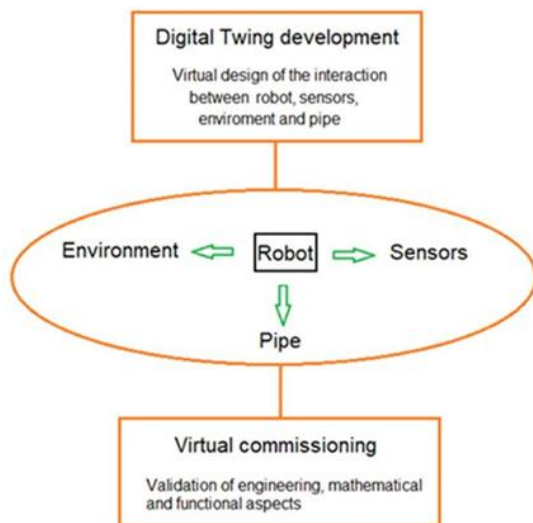 Digital Twing development
Virtual design of the interaction
between robot, sensors,
enviroment and pipe
Environment Robot Sensors
Pipe
Virtual commissioning
Validation of engineering, mathematical
and functional aspects